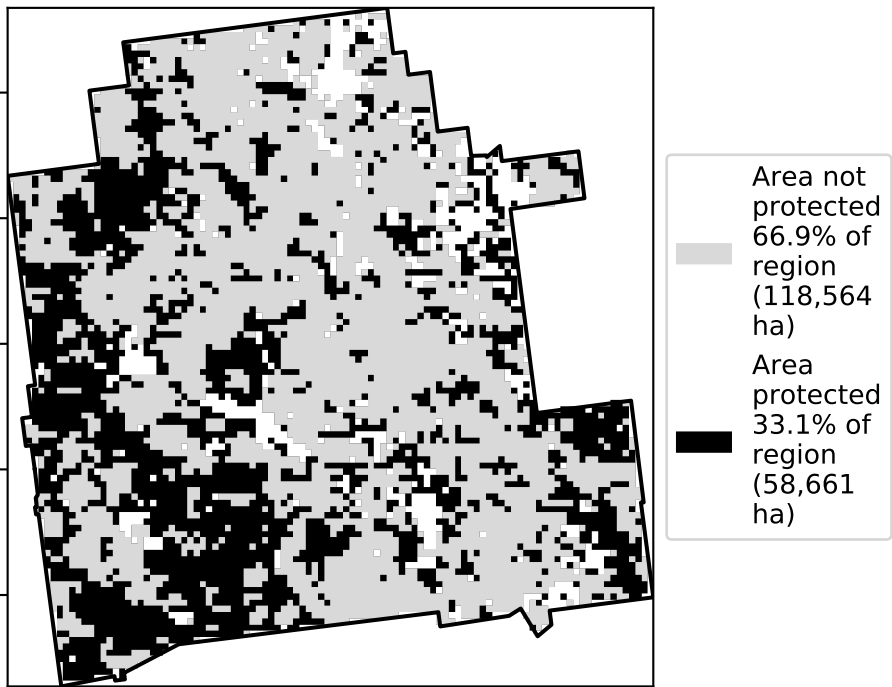 Area not
protected
66.9% of
region
(118,564
ha)
Area
protected
33.1% of
region
(58,661
ha)